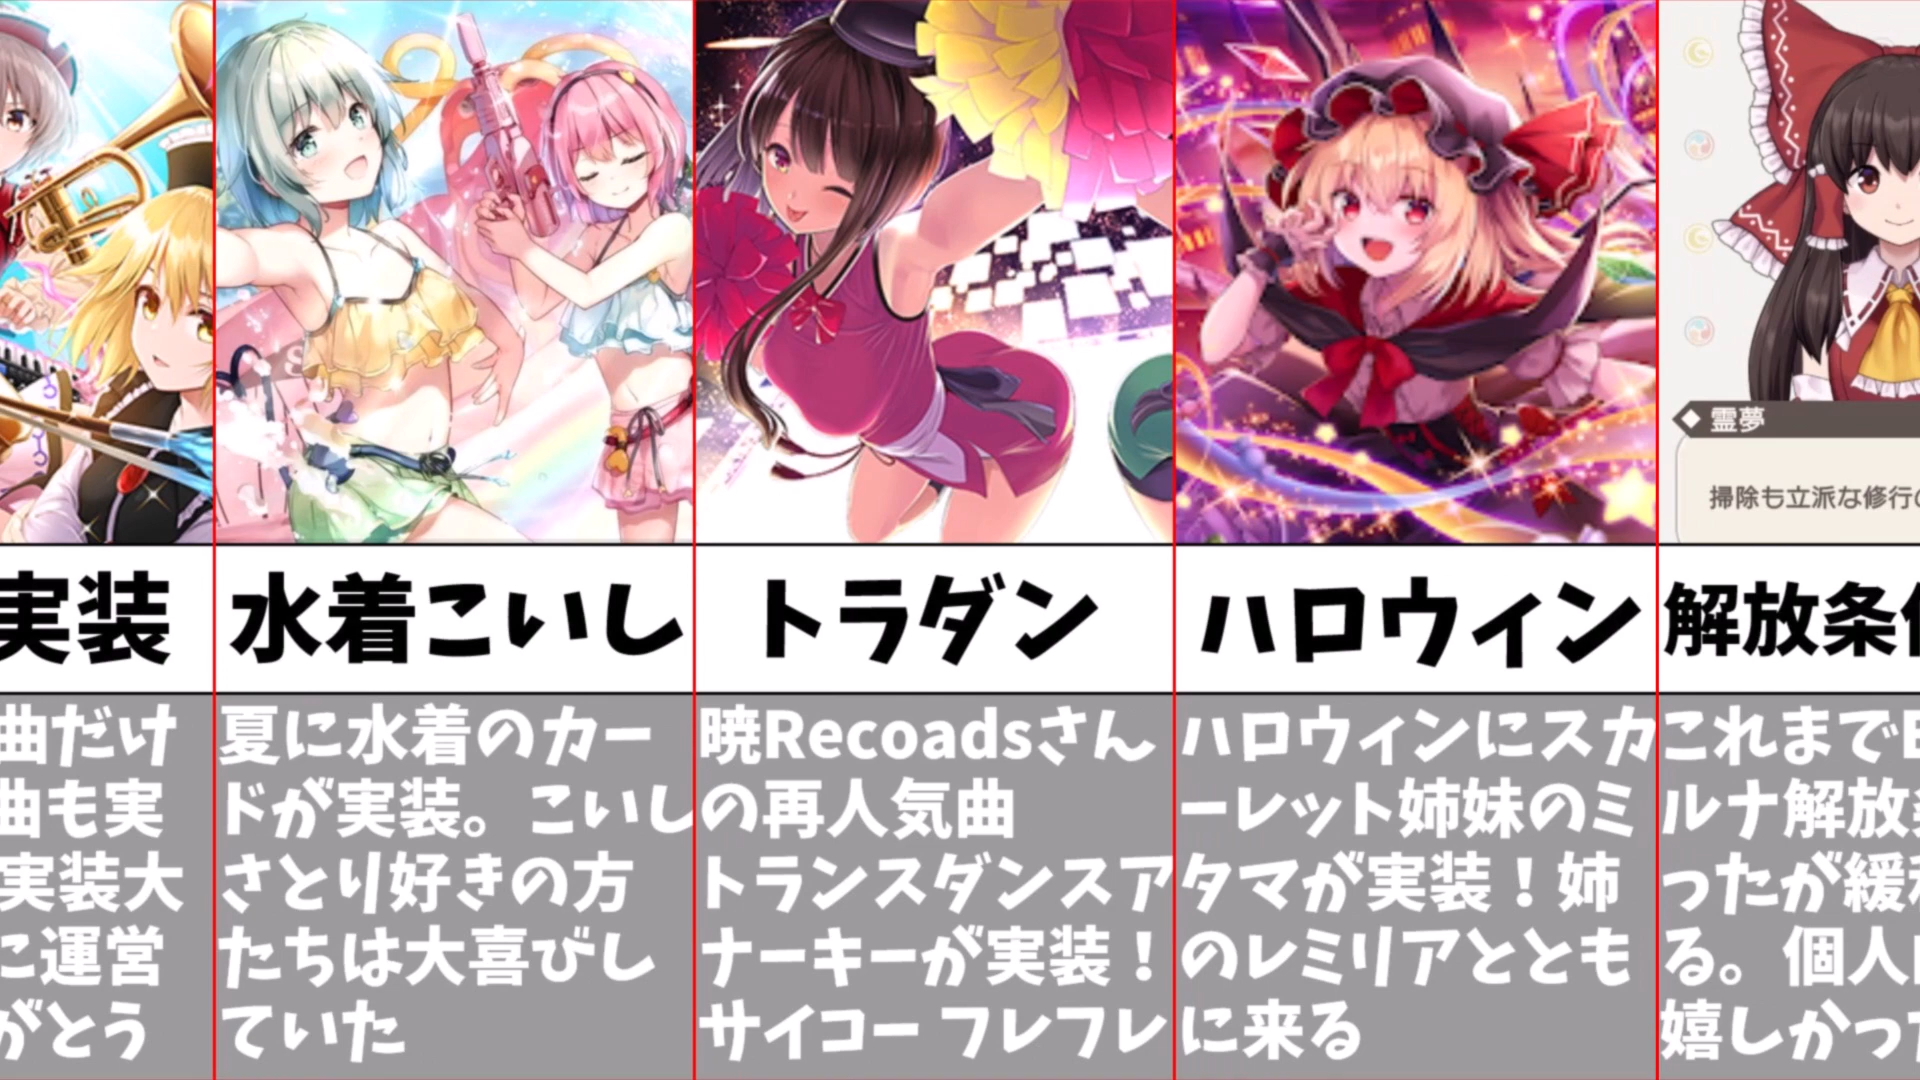 霊夢
掃除も立派な修行の
実装
水着こいし
トラダン
ハロウィン
解放条件
曲だけ
曲も実
実装大
に運営
がとう
夏に水着のカー
ドが実装。こいし
さとり好きの方
たちは大喜びし
ていた
暁Recoadsさん
の再人気曲
トランスダンスア
ナーキーが実装！
サイコー フレフレ
ハロウィンにスカ
ーレット姉妹のミ
タマが実装！姉
のレミリアととも
に来る
これまで
ルナ解放
ったが緩和
る。個人
嬉しかった